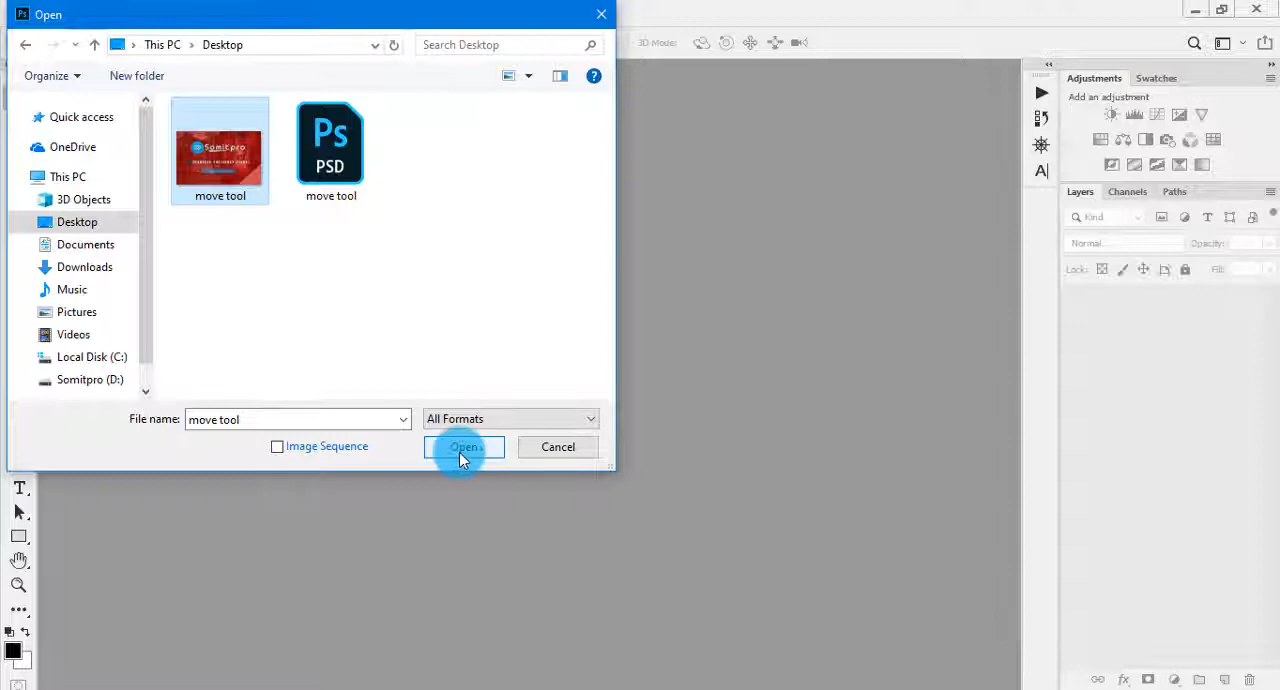 Ps Open
This PC Desktop
Search Desktop
3D Mode:
Organize
New folder
?
Adjustments Swatches
Add an adjustment
Quick access
OneDrive
This PC
3D Objects
Desktop
Documents
Downloads
Music
Pictures
Videos
Local Disk (C:)
Somitpro (D:)
Somitpro
Ps
PSD
move tool
move tool
Layers Channels Paths
Kind
Normal
Opacity:
Lock:
Fill:
File name: move tool
All Formats
Image Sequence
Open
Cancel